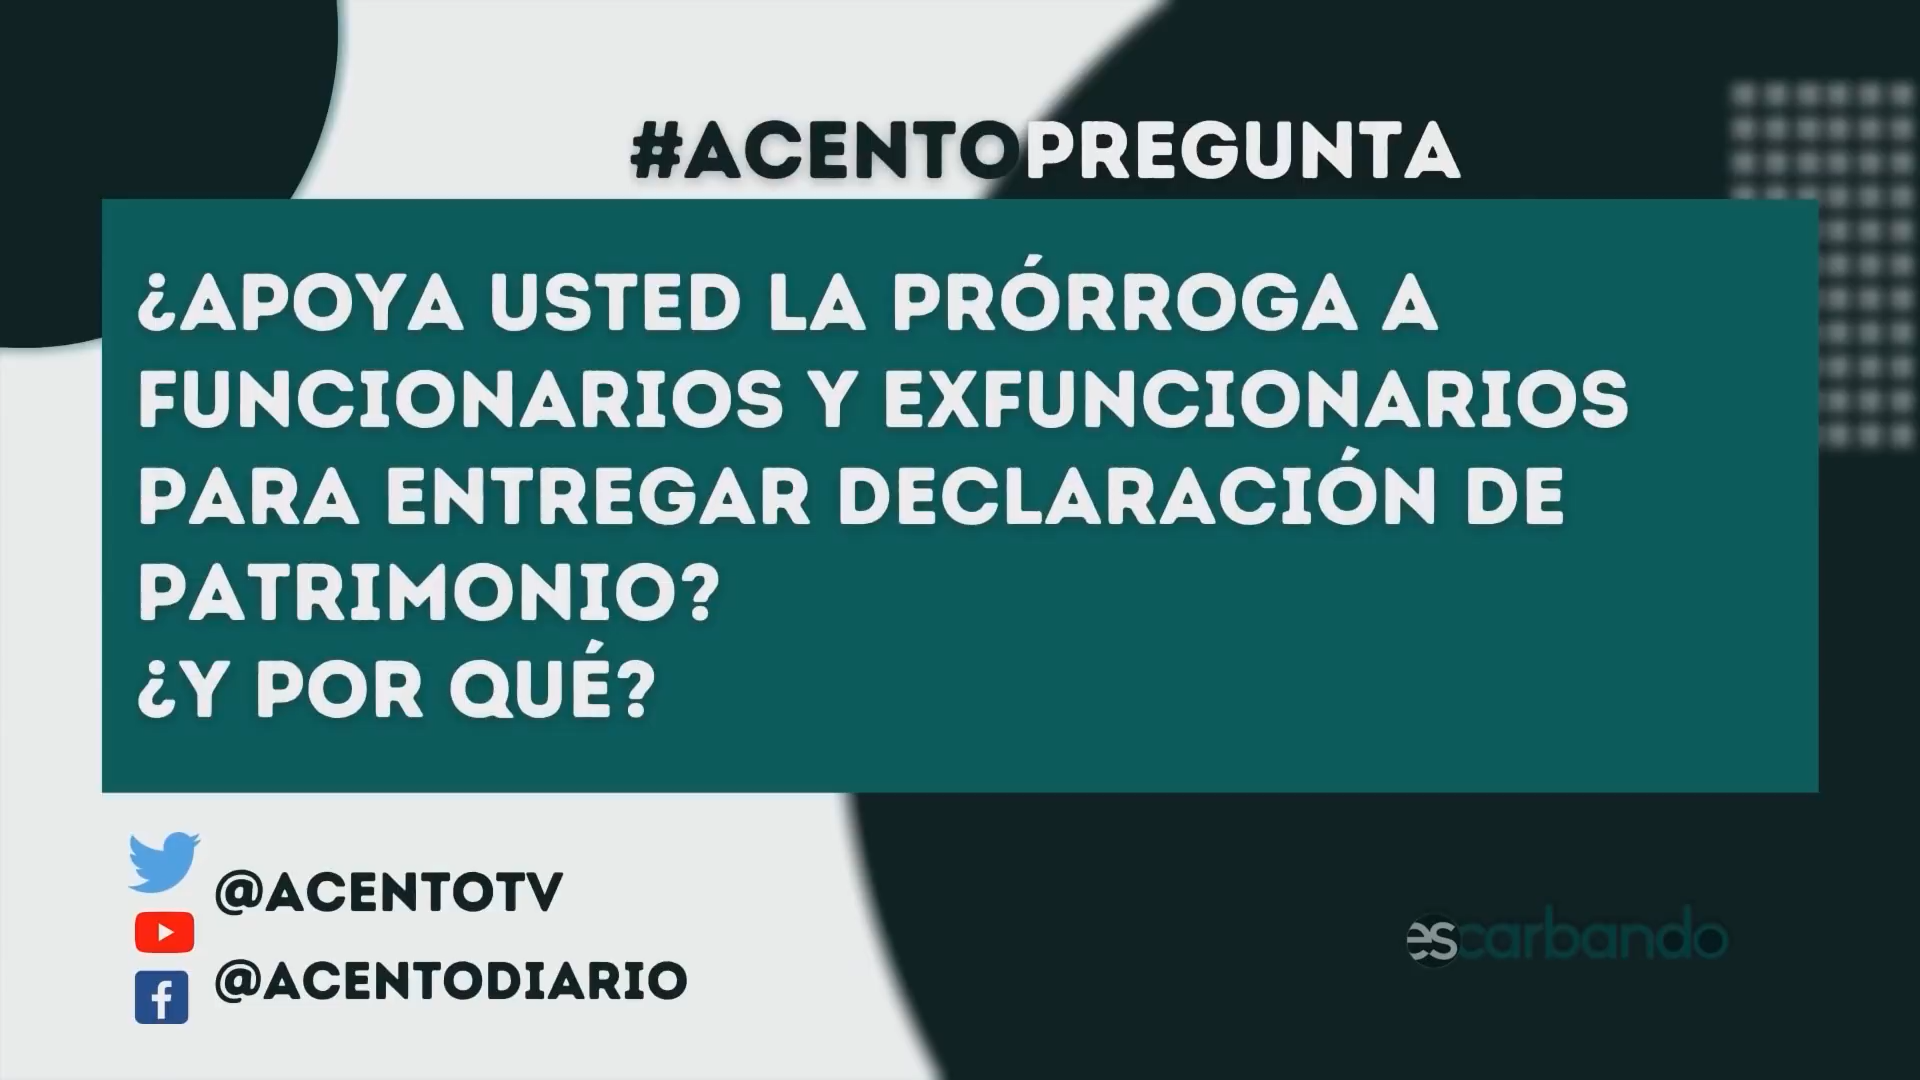 #ACENTOPREGUNTA
¿APOYA USTED LA PRÓRROGA A
FUNCIONARIOS Y EXFUNCIONARIOS
PARA ENTREGAR DECLARACIÓN DE
PATRIMONIO?
¿Y POR QUÉ?
@ACENTOTV
@ACENTODIARIO
escarbando